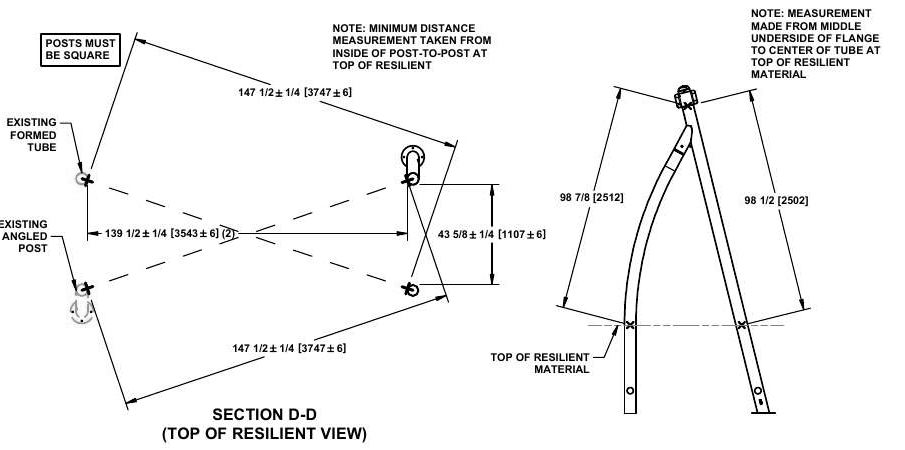 POSTS MUST
BE SQUARE
NOTE: MINIMUM DISTANCE
MEASUREMENT TAKEN FROM
INSIDE OF POST-TO-POST AT
TOP OF RESILIENT
NOTE: MEASUREMENT
MADE FROM MIDDLE
UNDERSIDE OF FLANGE
TO CENTER OF TUBE AT
TOP OF RESILIENT
MATERIAL
147 1/2± 1/4 [3747±6]
EXISTING
FORMED
TUBE
EXISTING
ANGLED
POST
139 1/2± 1/4 [3543±6] (2)
43 5/8± 1/4 [1107±6]
147 1/2± 1/4 [3747±6]
98 7/8 [2512]
98 1/2 [2502]
TOP OF RESILIENT
MATERIAL
SECTION D-D
(TOP OF RESILIENT VIEW)